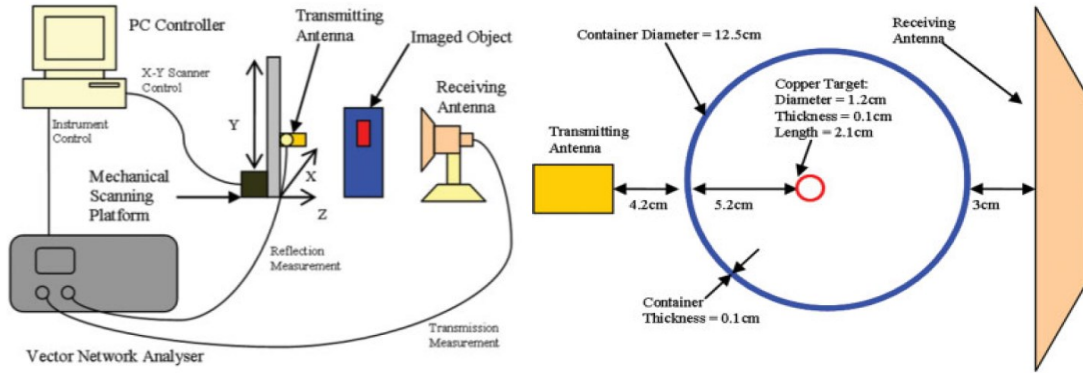 PC Controller
Transmitting
Antenna
Imaged Object
X-Y Scanner
Control
Receiving
Antenna
Instrument
Control
Y
X
Z
Mechanical
Scanning
Platform
Reflection
Measurement
Transmission
Measurement
Vector Network Analyser
Receiving
Antenna
Container Diameter = 12.5cm
Copper Target:
Diameter = 1.2cm
Thickness = 0.1cm
Length = 2.1cm
Transmitting
Antenna
4.2cm
5.2cm
3cm
Container
Thickness = 0.1cm